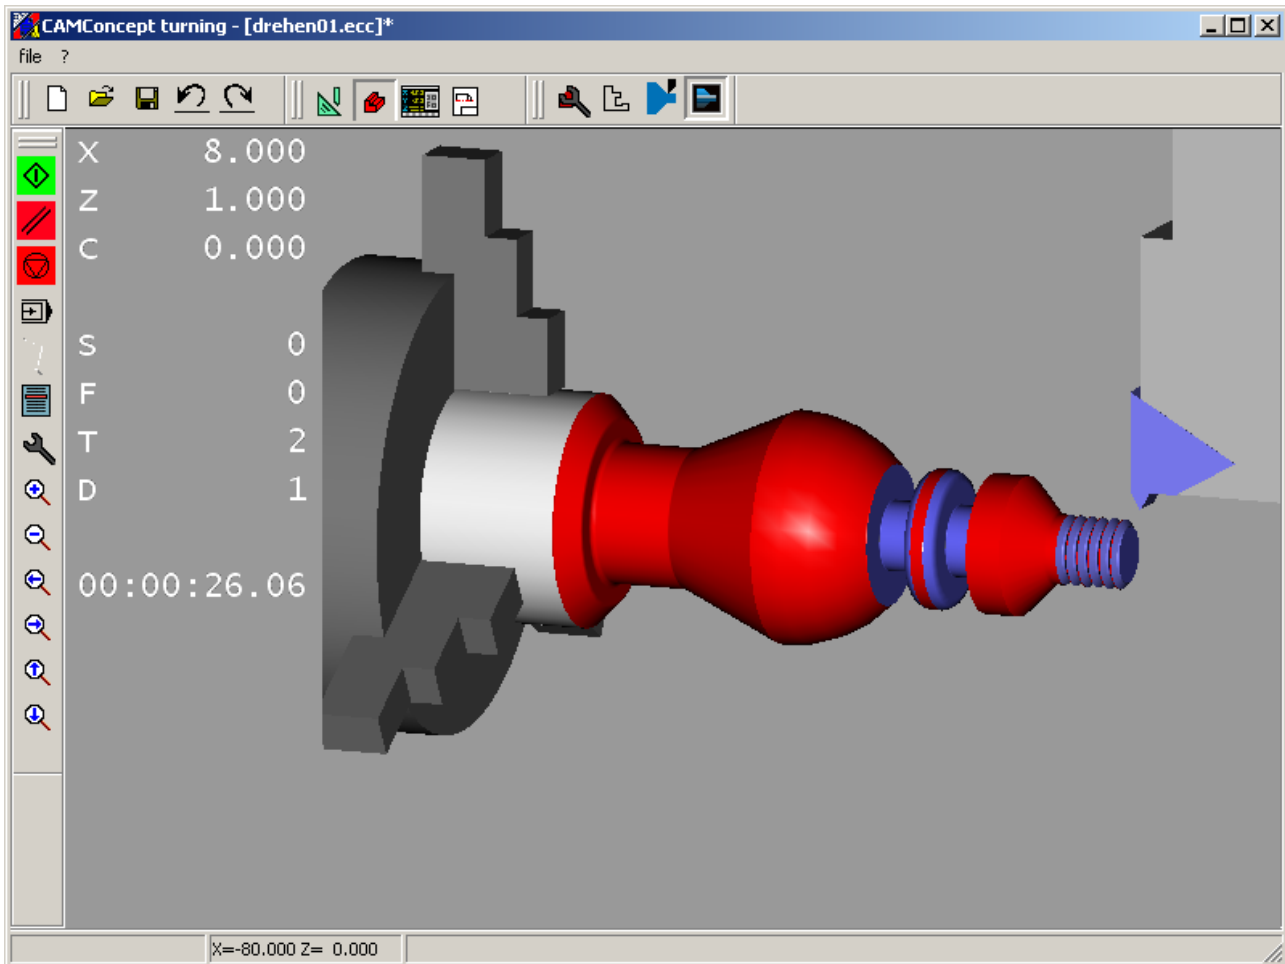 CAMConcept turning - [drehen01.ecc]*
file ?
X 8.000
Z 1.000
C 0.000
S 0
F 0
T 2
D 1
00:00:26.06
X=-80.000 Z= 0.000